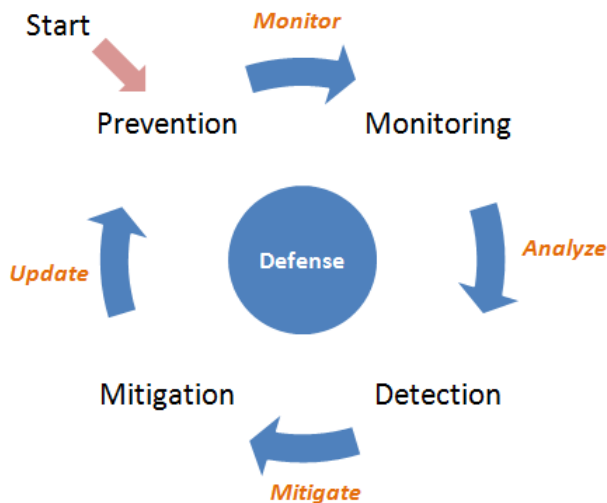 Start
Monitor
Prevention
Monitoring
Update
Defense
Analyze
Mitigation
Detection
Mitigate